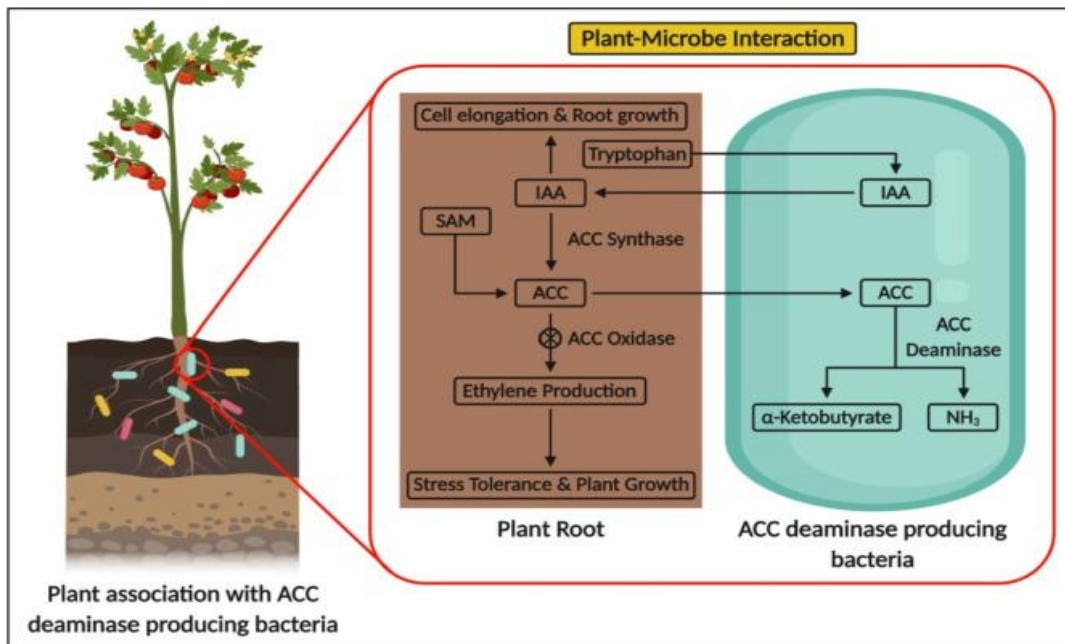 Plant-Microbe Interaction
Cell elongation & Root growth
Tryptophan
IAA
IAA
SAM
ACC Synthase
ACC
ACC
ACC Oxidase
ACC
Deaminase
Ethylene Production
α-Ketobutyrate
NH₃
Stress Tolerance & Plant Growth
Plant Root
ACC deaminase producing
bacteria
Plant association with ACC
deaminase producing bacteria